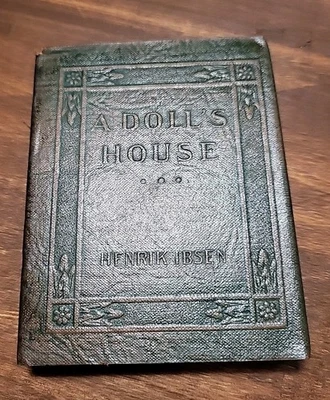 A DOLL'S
HOUSE
HENRIK IBSEN